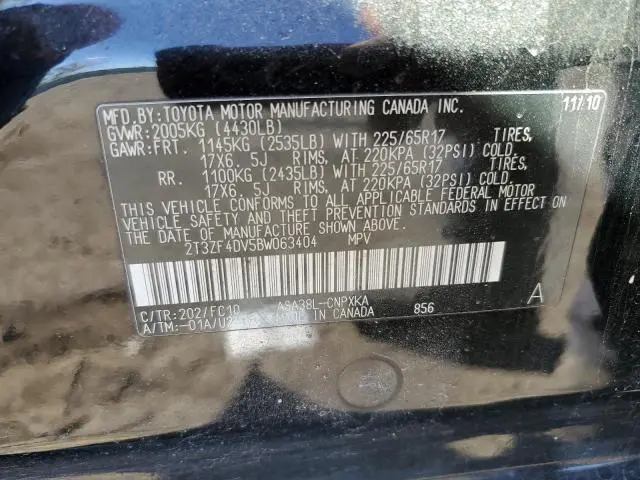 MFD.BY:TOYOTA MOTOR MANUFACTURING CANADA INC. 11/10
GVWR:2005KG (4430LB)
GAWR:FRT. 1145KG (2535LB) WITH 225/65R17 TIRES,
17X6.5J RIMS, AT 220KPA (32PSI) COLD.
RR. 1100KG (2435LB) WITH 225/65R17 TIRES,
17X6.5J RIMS, AT 220KPA (32PSI) COLD.
THIS VEHICLE CONFORMS TO ALL APPLICABLE FEDERAL MOTOR
VEHICLE SAFETY AND THEFT PREVENTION STANDARDS IN EFFECT ON
THE DATE OF MANUFACTURE SHOWN ABOVE.
2T3ZF4DV5BW063404 MPV
C/TR:202/FC10 ASA38L-CNPXKA A
A/TM:-01A/ IN CANADA 856